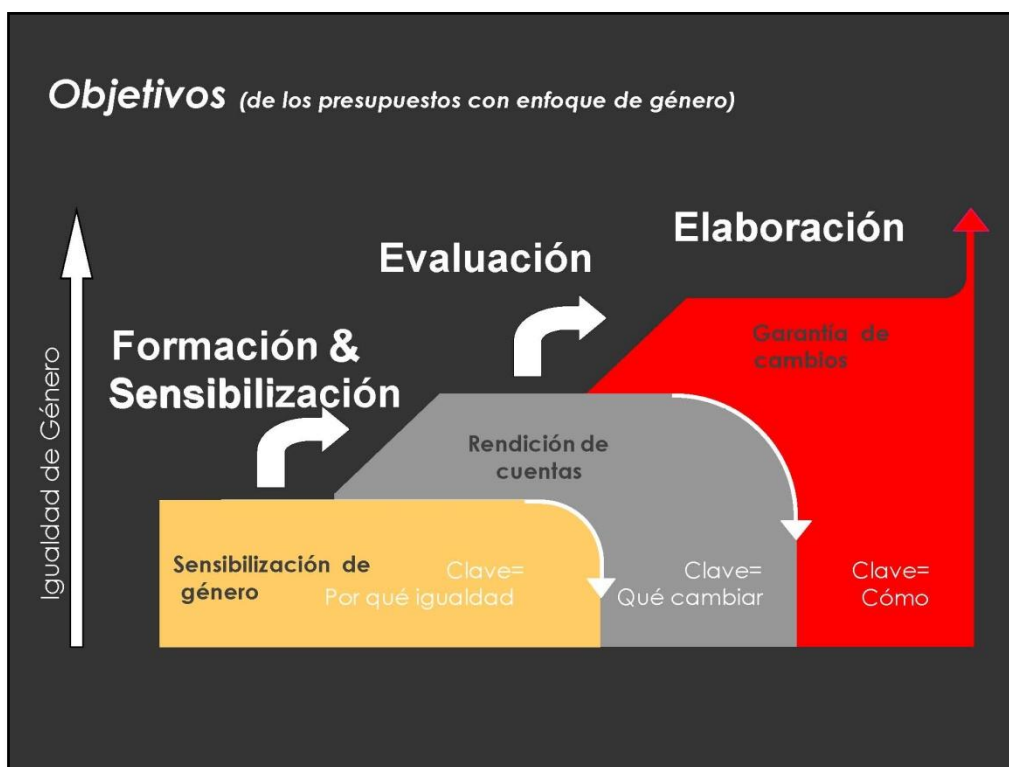 Objetivos (de los presupuestos con enfoque de género)
Elaboración
Evaluación
Formación &
Sensibilización
Igualdad de Género
Garantía de
cambios
Rendición de
cuentas
Sensibilización de
género
Clave=
Por qué igualdad
Clave=
Qué cambiar
Clave=
Cómo